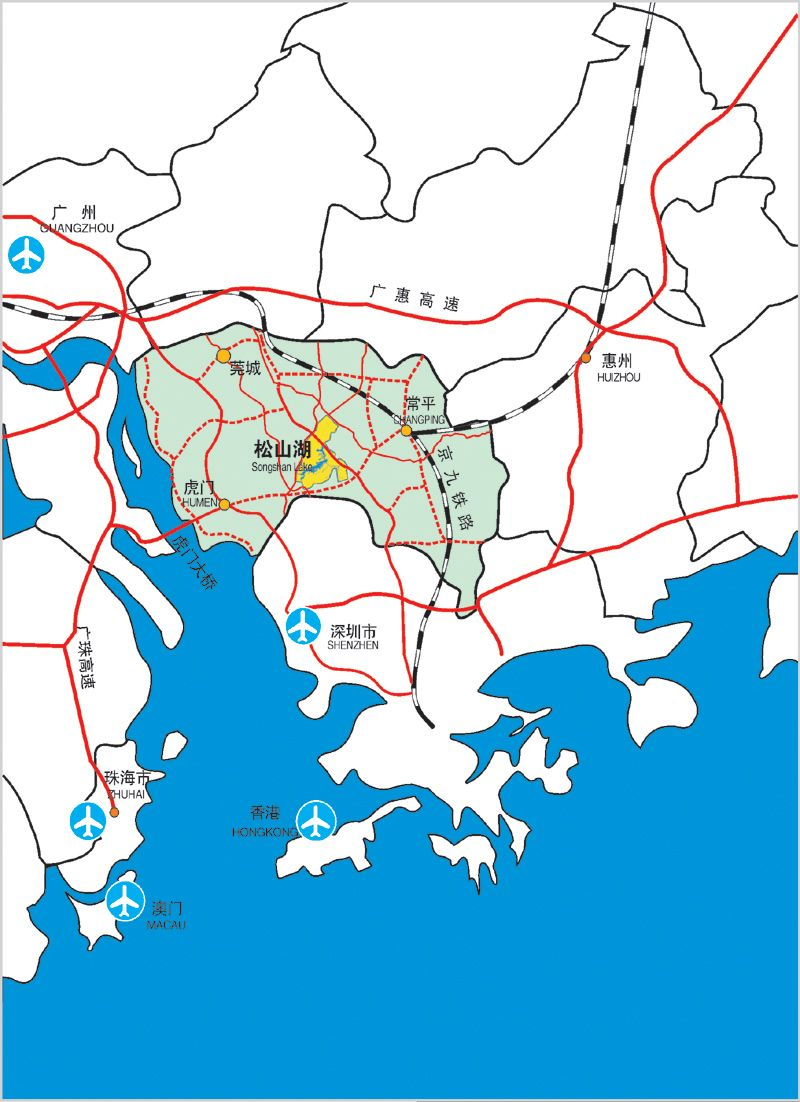 广 州
GUANGZHOU
广惠高速
莞城
惠州
HUIZHOU
常平
CHANGPING
松山湖
Songshan Lake
京九铁路
虎门
HUMEN
虎门大桥
深圳市
SHENZHEN
广珠高速
珠海市
ZHUHAI
香港
HONGKONG
澳门
MACAU